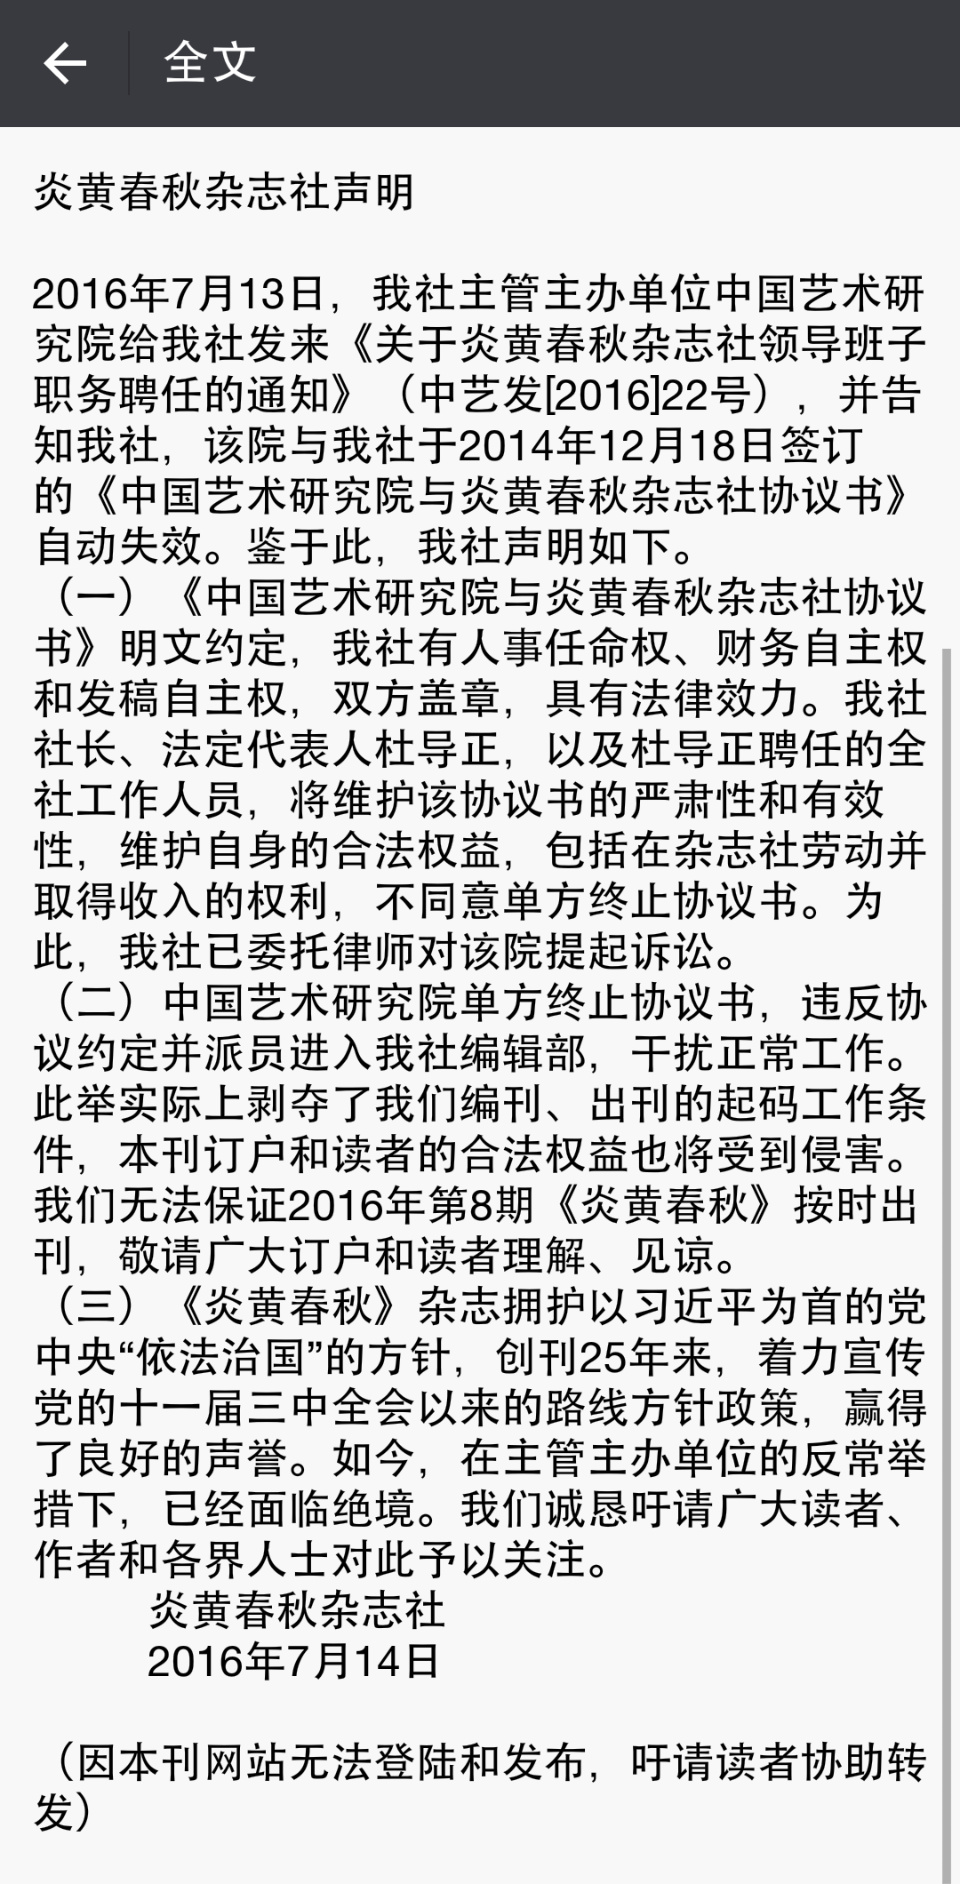 全文
炎黄春秋杂志社声明
2016年7月13日，我社主管主办单位中国艺术研
究院给我社发来《关于炎黄春秋杂志社领导班子
职务聘任的通知》（中艺发[2016]22号），并告
知我社，该院与我社于2014年12月18日签订
的《中国艺术研究院与炎黄春秋杂志社协议书》
自动失效。鉴于此，我社声明如下。
（一）《中国艺术研究院与炎黄春秋杂志社协议
书》明文约定，我社有人事任命权、财务自主权
和发稿自主权，双方盖章，具有法律效力。我社
社长、法定代表人杜导正，以及杜导正聘任的全
社工作人员，将维护该协议书的严肃性和有效
性，维护自身的合法权益，包括在杂志社劳动并
取得收入的权利，不同意单方终止协议书。为
此，我社已委托律师对该院提起诉讼。
（二）中国艺术研究院单方终止协议书，违反协
议约定并派员进入我社编辑部，干扰正常工作。
此举实际上剥夺了我们编刊、出刊的起码工作条
件，本刊订户和读者的合法权益也将受到侵害。
我们无法保证2016年第8期《炎黄春秋》按时出
刊，敬请广大订户和读者理解、见谅。
（三）《炎黄春秋》杂志拥护以习近平为首的党
中央“依法治国”的方针，创刊25年来，着力宣传
党的十一届三中全会以来的路线方针政策，赢得
了良好的声誉。如今，在主管主办单位的反常举
措下，已经面临绝境。我们诚恳吁请广大读者、
作者和各界人士对此予以关注。
炎黄春秋杂志社
2016年7月14日
（因本刊网站无法登陆和发布，吁请读者协助转
发）